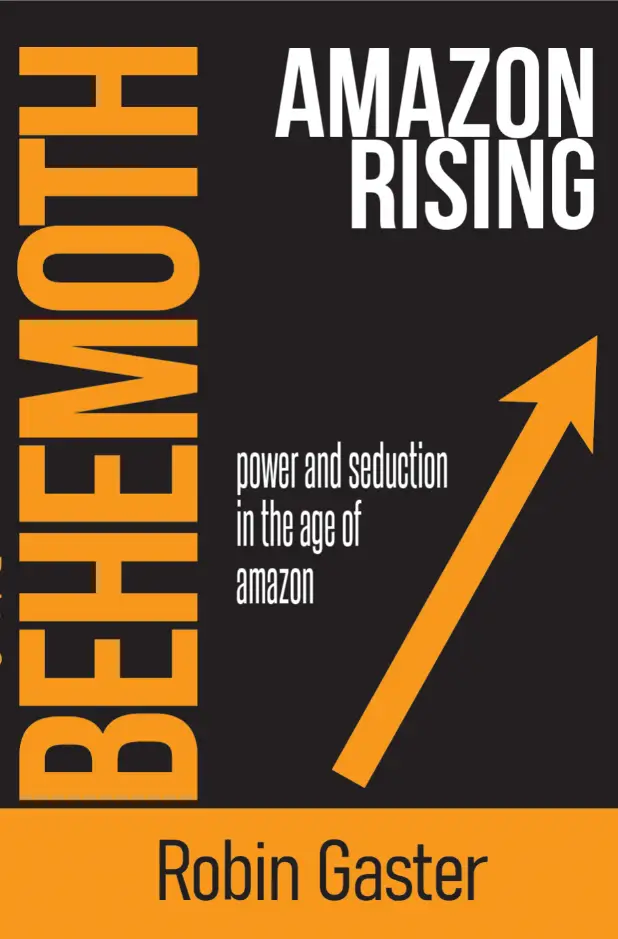 BEHEMOTH
AMAZON
RISING
power and seduction
in the age of
amazon
Robin Gaster